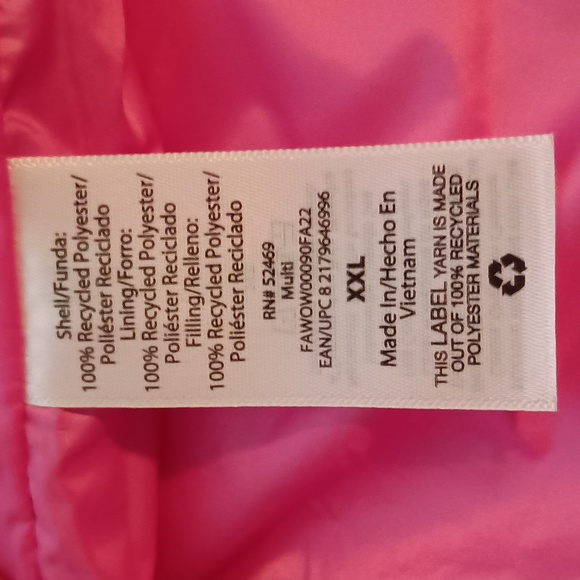 Shell/Funda:
100% Recycled Polyester/
Poliéster Reciclado
Lining/Forro:
100% Recycled Polyester/
Poliéster Reciclado
Filling/Relleno:
100% Recycled Polyester/
Poliéster Reciclado
RN# 52469
Multi
FAWOW00090FA22
EAN/UPC 8 2179646996
XXL
Made In/Hecho En
Vietnam
THIS LABEL YARN IS MADE
OUT OF 100% RECYCLED
POLYESTER MATERIALS